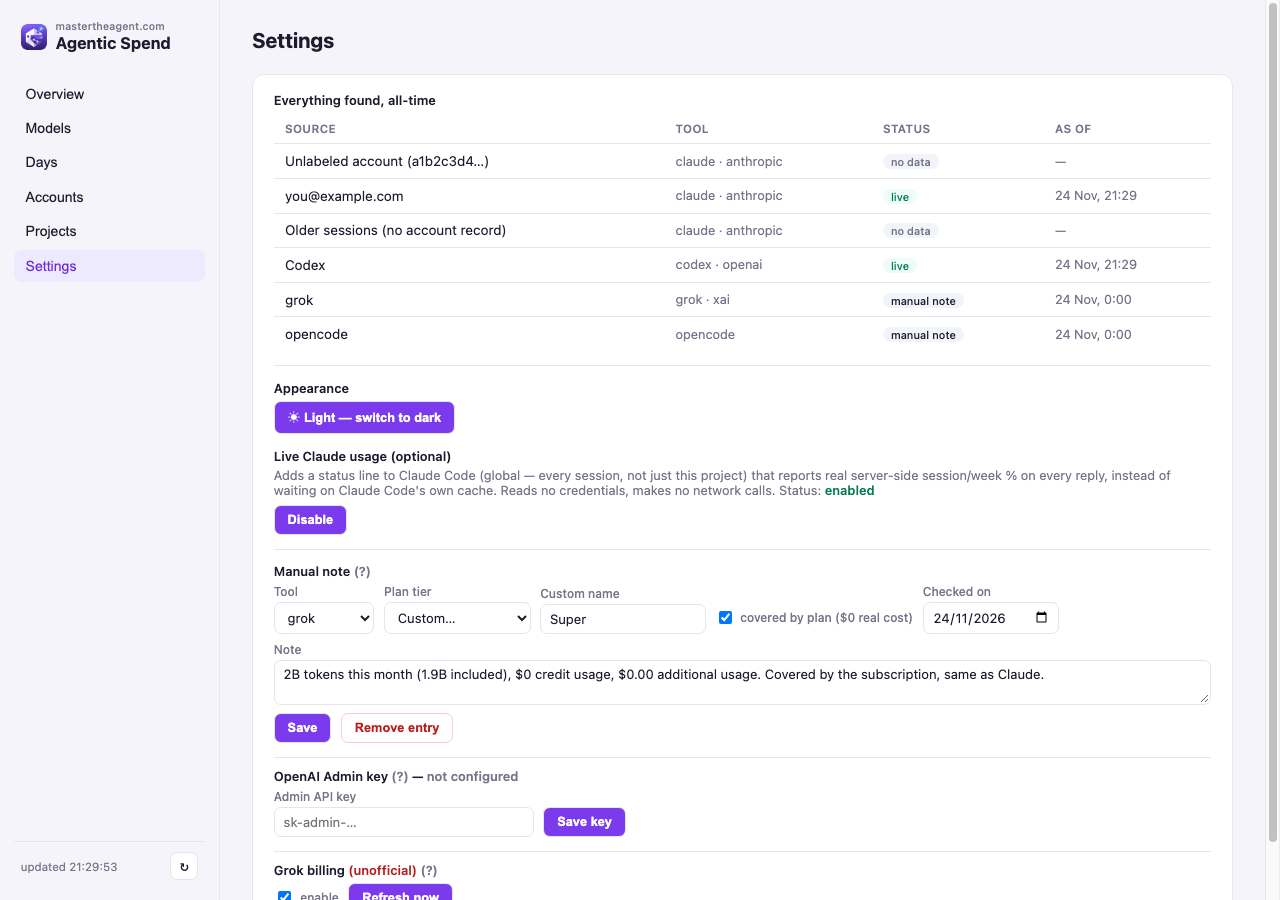 mastertheagent.com
Agentic Spend
Overview
Models
Days
Accounts
Projects
Settings
updated 21:29:53
↻
Settings
Everything found, all-time
SOURCE TOOL STATUS AS OF
Unlabeled account (a1b2c3d4…) claude · anthropic no data —
you@example.com claude · anthropic live 24 Nov, 21:29
Older sessions (no account record) claude · anthropic no data —
Codex codex · openai live 24 Nov, 21:29
grok grok · xai manual note 24 Nov, 0:00
opencode opencode manual note 24 Nov, 0:00
Appearance
☀ Light — switch to dark
Live Claude usage (optional)
Adds a status line to Claude Code (global — every session, not just this project) that reports real server-side session/week % on every reply, instead of
waiting on Claude Code's own cache. Reads no credentials, makes no network calls. Status: enabled
Disable
Manual note (?)
Tool Plan tier Custom name Checked on
grok Custom... Super covered by plan ($0 real cost) 24/11/2026
Note
2B tokens this month (1.9B included), $0 credit usage, $0.00 additional usage. Covered by the subscription, same as Claude.
Save Remove entry
OpenAI Admin key (?) — not configured
Admin API key
sk-admin-... Save key
Grok billing (unofficial) (?)
enable Refresh now